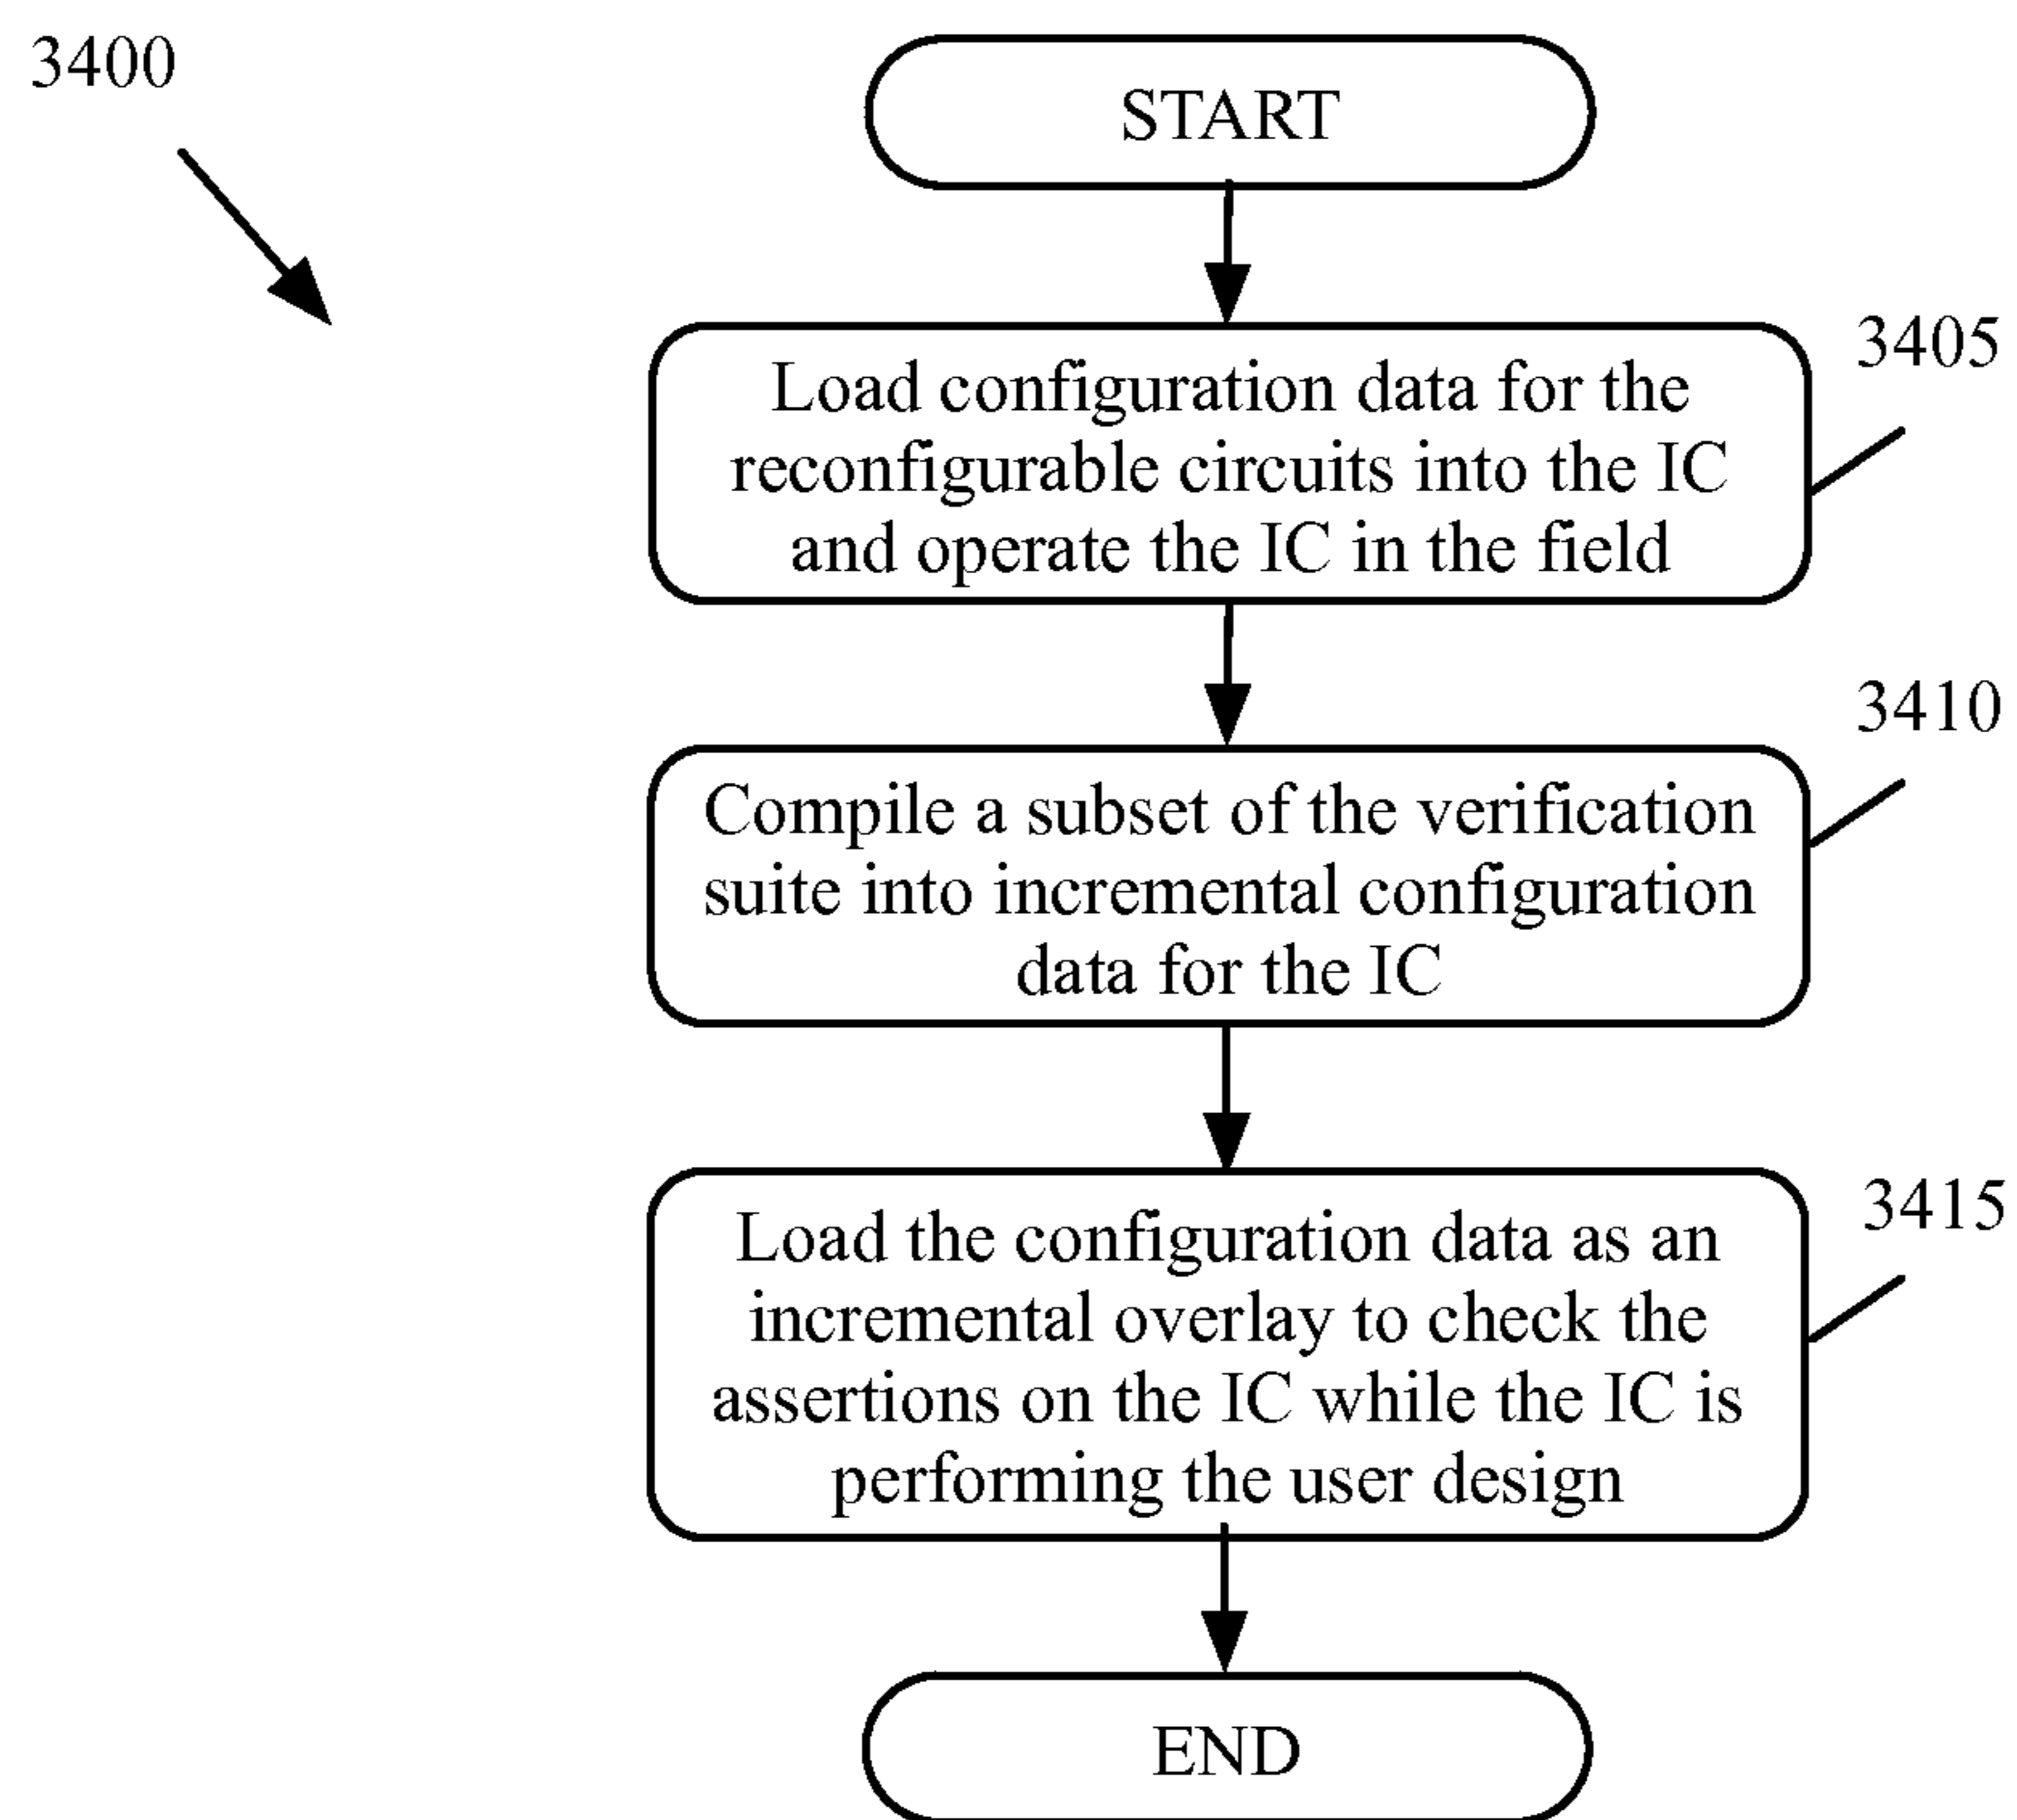 3400
START
3405
Load configuration data for the
reconfigurable circuits into the IC
and operate the IC in the field
3410
Compile a subset of the verification
suite into incremental configuration
data for the IC
3415
Load the configuration data as an
incremental overlay to check the
assertions on the IC while the IC is
performing the user design
END